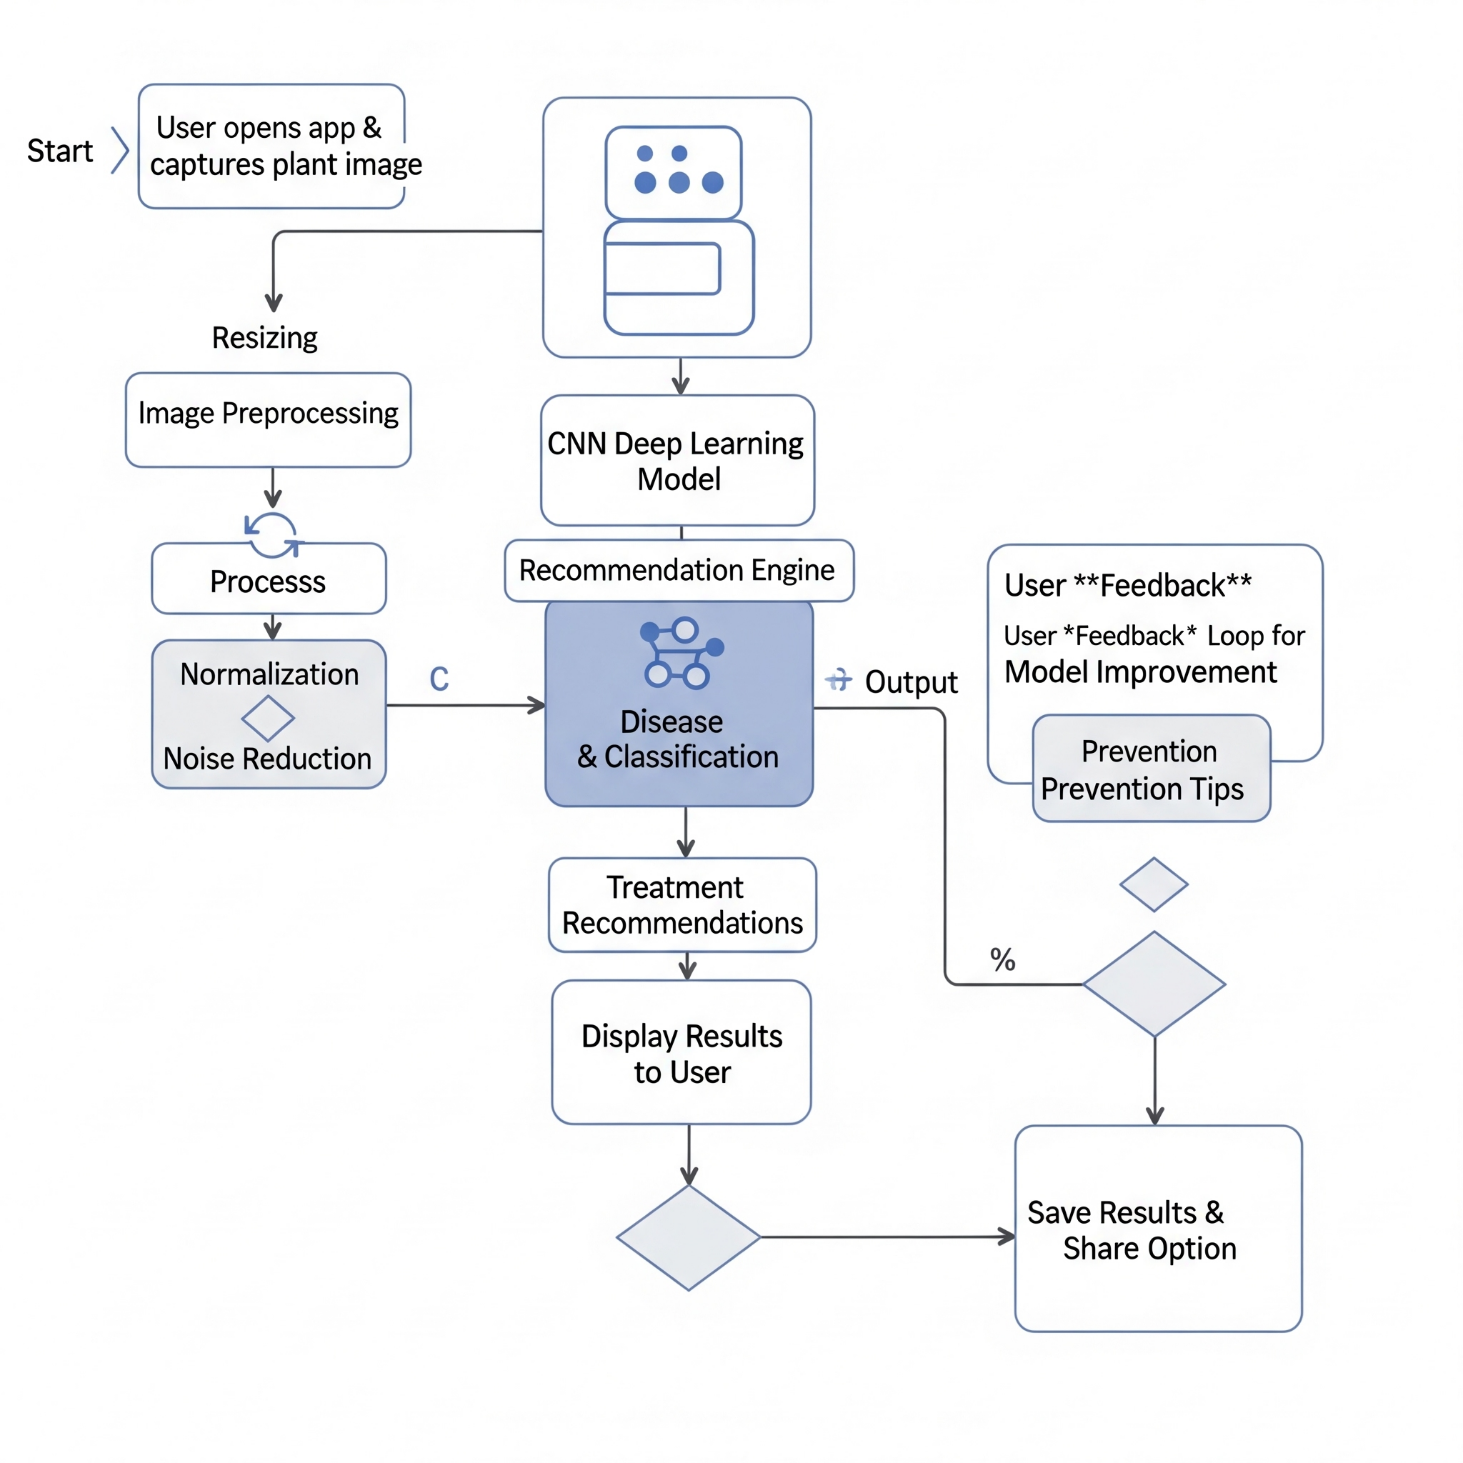 Start
User opens app &
captures plant image
Resizing
Image Preprocessing
Processs
Normalization
Noise Reduction
C
CNN Deep Learning
Model
Recommendation Engine
Disease
& Classification
Output
Treatment
Recommendations
Display Results
to User
User **Feedback**
User *Feedback* Loop for
Model Improvement
Prevention
Prevention Tips
%
Save Results &
Share Option